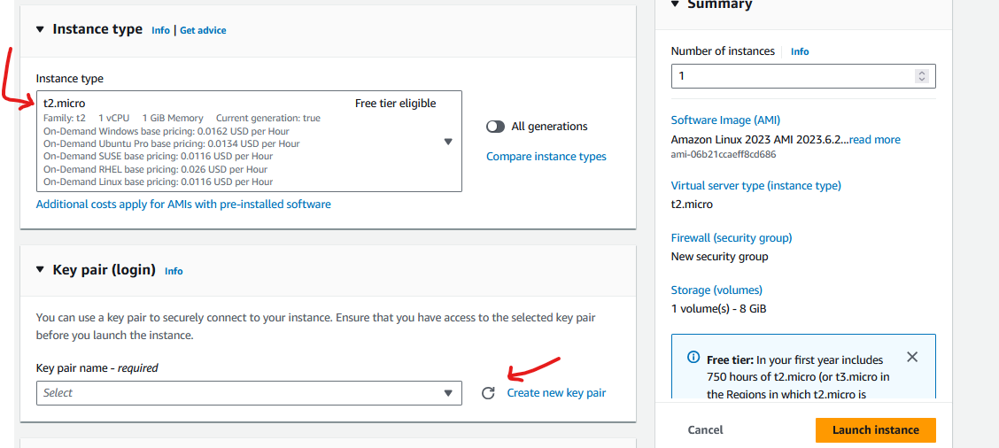 Instance type Info | Get advice
Instance type
t2.micro Free tier eligible
Family: t2 1 vCPU 1 GiB Memory Current generation: true
On-Demand Windows base pricing: 0.0162 USD per Hour
On-Demand Ubuntu Pro base pricing: 0.0134 USD per Hour
On-Demand SUSE base pricing: 0.0116 USD per Hour
On-Demand RHEL base pricing: 0.026 USD per Hour
On-Demand Linux base pricing: 0.0116 USD per Hour
All generations
Compare instance types
Additional costs apply for AMIs with pre-installed software
Key pair (login) Info
You can use a key pair to securely connect to your instance. Ensure that you have access to the selected key pair
before you launch the instance.
Key pair name - required
Select
Create new key pair
Summary
Number of instances Info
1
Software Image (AMI)
Amazon Linux 2023 AMI 2023.6.2...read more
ami-06b21ccaeff8cd686
Virtual server type (instance type)
t2.micro
Firewall (security group)
New security group
Storage (volumes)
1 volume(s) - 8 GiB
Free tier: In your first year includes
750 hours of t2.micro (or t3.micro in
the Regions in which t2.micro is
Cancel
Launch instance